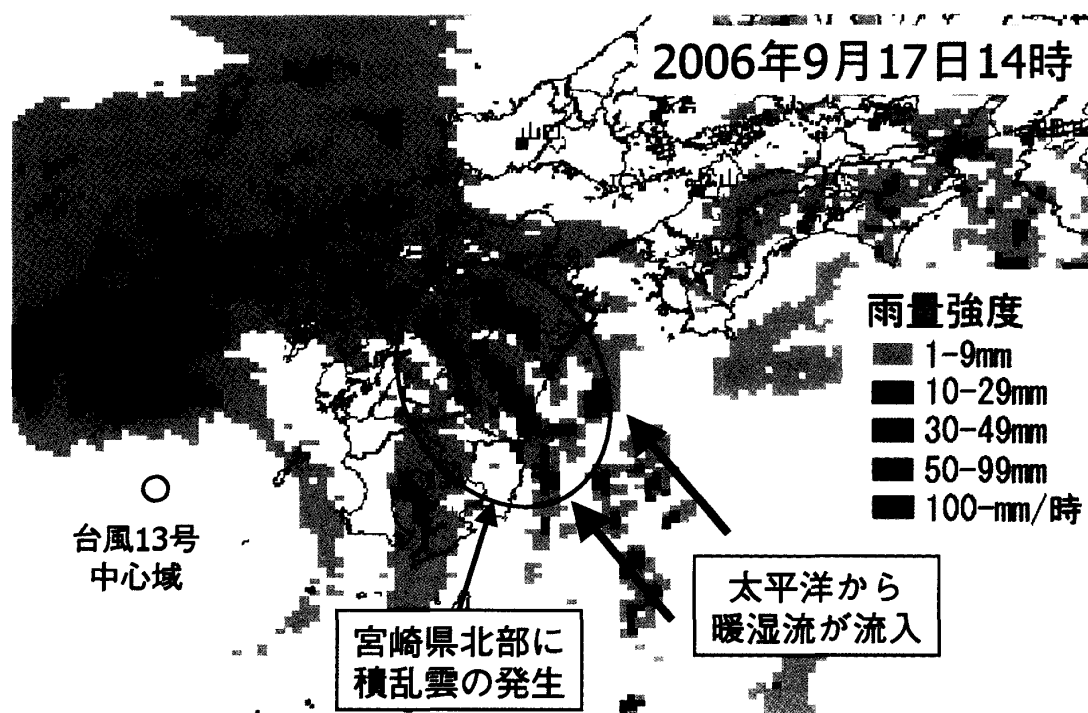 2006年9月17日14時
広島
山口
雨量強度
1-9mm
10-29mm
30-49mm
50-99mm
100-mm/時
台風13号
中心域
太平洋から
暖湿流が流入
宮崎県北部に
積乱雲の発生